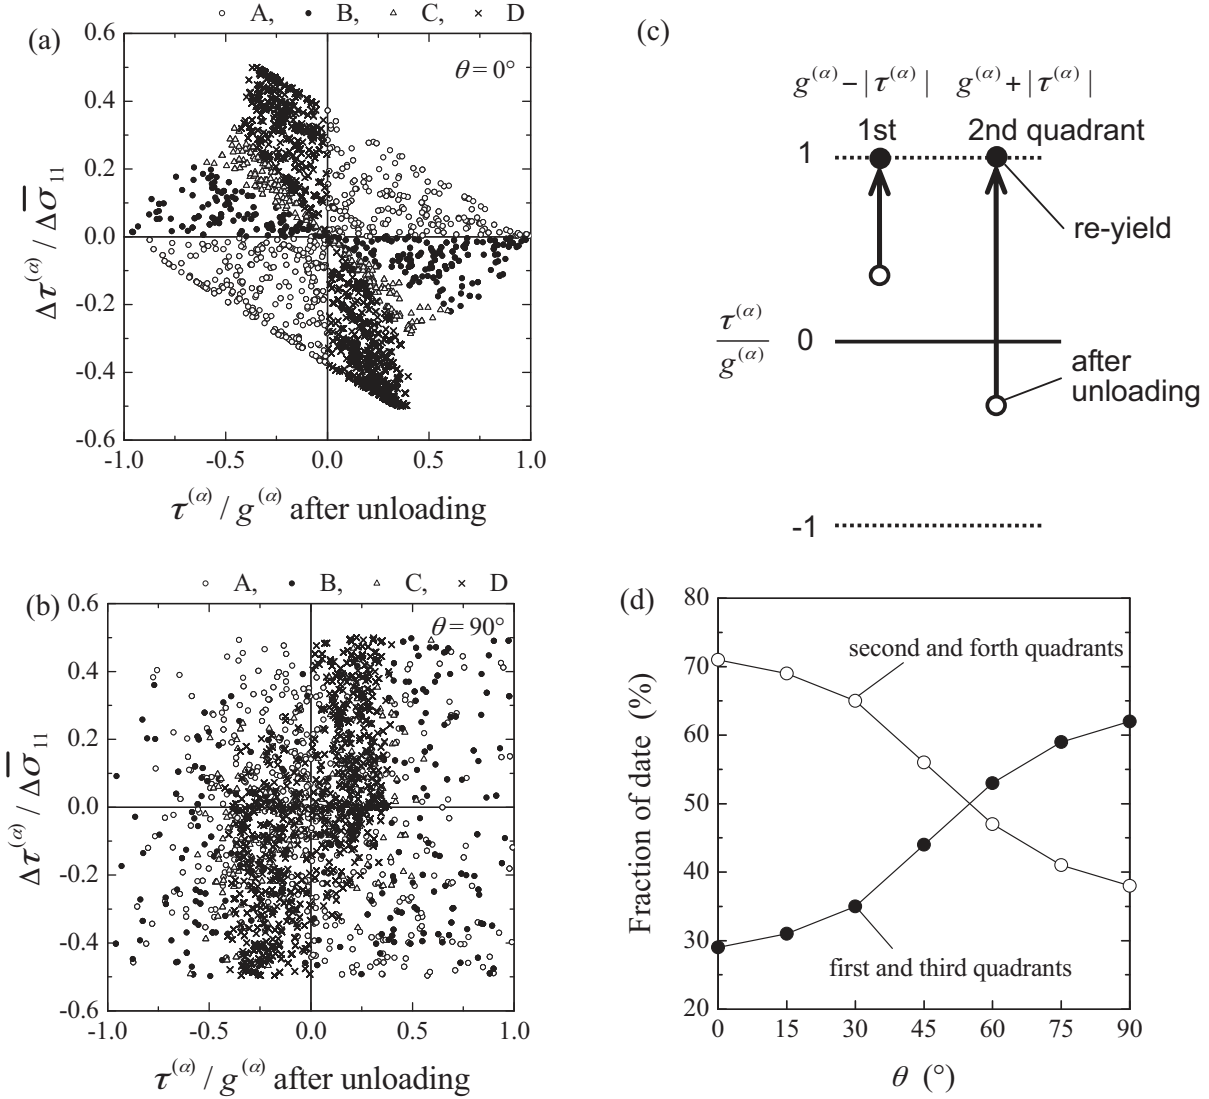 A, B, C, D
(a)
θ = 0°
0.6
0.4
0.2
0.0
-0.2
-0.4
-0.6
-1.0 -0.5 0.0 0.5 1.0
Δτ^(α) / Δσ̅₁₁
τ^(α) / g^(α) after unloading
(b)
A, B, C, D
θ = 90°
0.6
0.4
0.2
0.0
-0.2
-0.4
-0.6
-1.0 -0.5 0.0 0.5 1.0
Δτ^(α) / Δσ̅₁₁
τ^(α) / g^(α) after unloading
(c)
g^(α) − | τ^(α) | g^(α) + | τ^(α) |
1st 2nd quadrant
1
re-yield
τ^(α)
g^(α)
0
after
unloading
-1
(d)
80
70
60
50
40
30
20
second and forth quadrants
first and third quadrants
0 15 30 45 60 75 90
Fraction of date (%)
θ (°)